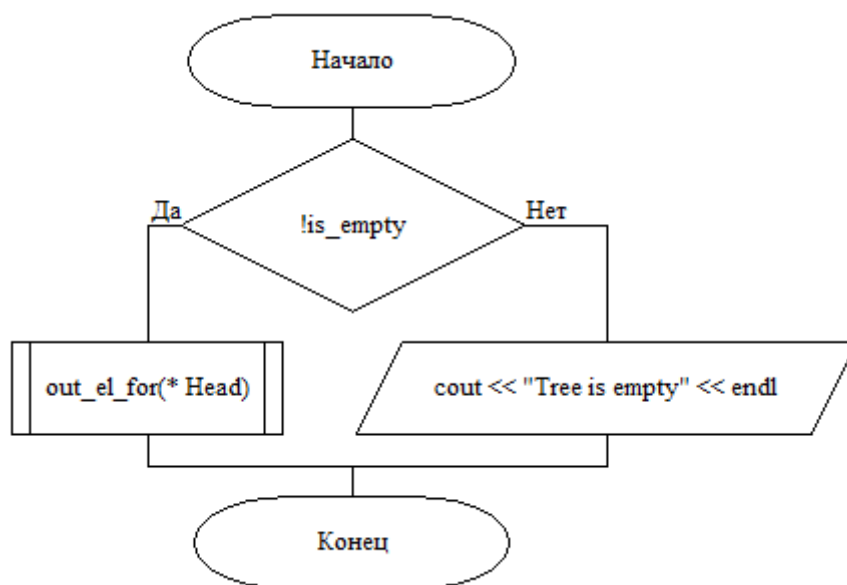 Начало
Да
Нет
!is_empty
out_el_for(* Head)
cout << "Tree is empty" << endl
Конец